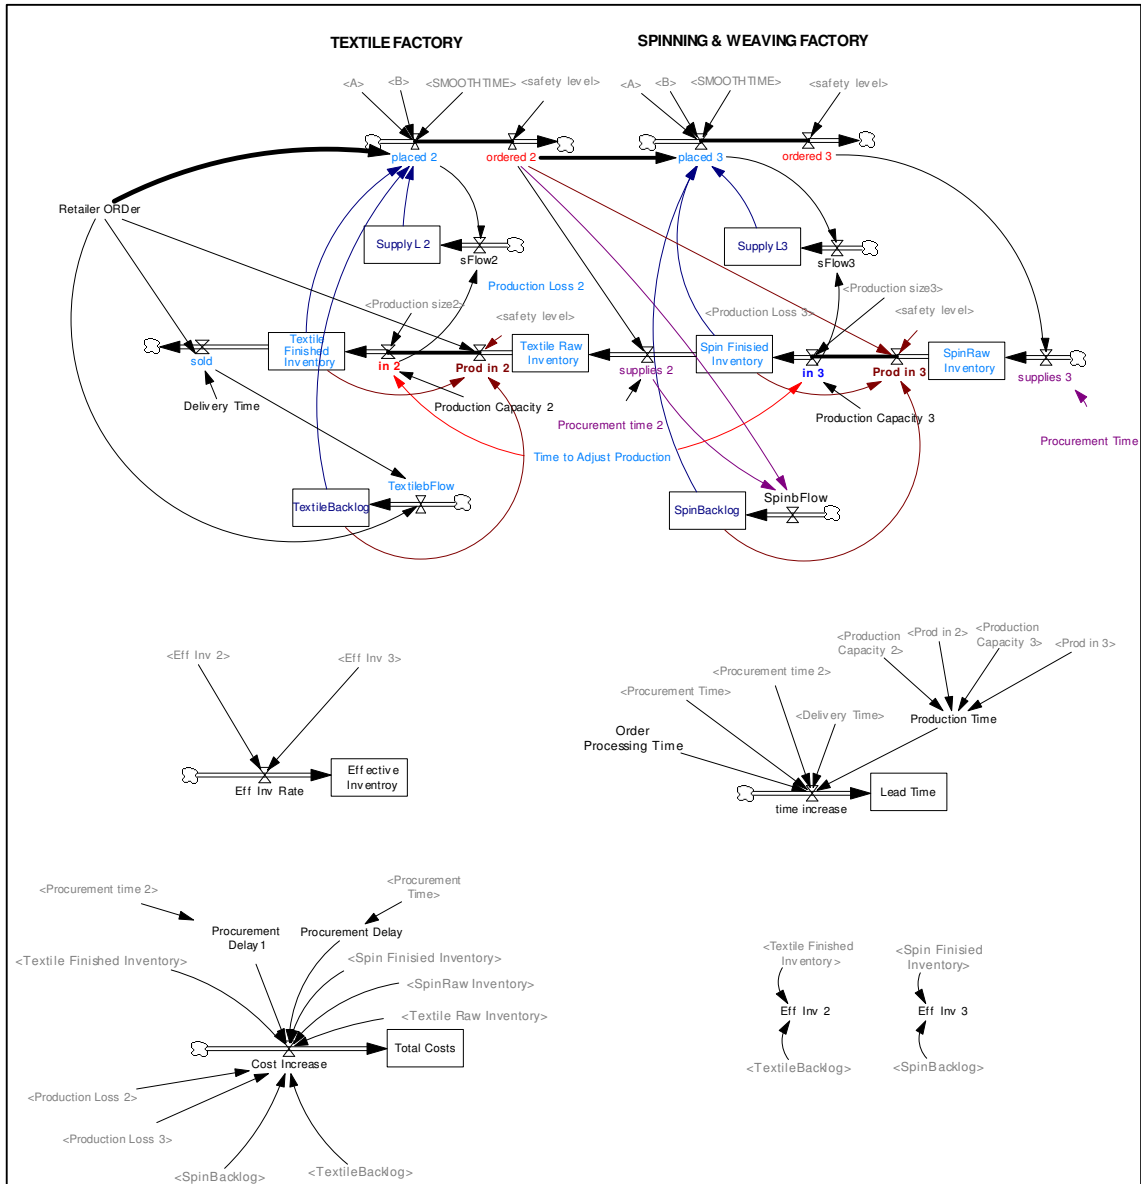 TEXTILE FACTORY
SPINNING & WEAVING FACTORY
<A>
<B>
<SMOOTHTIME>
<safety level>
<A>
<B>
<SMOOTHTIME>
<safety level>
placed 2
ordered 2
placed 3
ordered 3
Retailer ORDer
SupplyL 2
sFlow2
SupplyL3
sFlow3
Production Loss 2
<Production size2>
<Production size3>
<Production Loss 3>
<safety level>
<safety level>
sold
Textile
Finished
Inventory
in 2
Prod in 2
Textile Raw
Inventory
supplies 2
Spin Finisied
Inventory
in 3
Prod in 3
SpinRaw
Inventory
supplies 3
Delivery Time
Production Capacity 2
Production Capacity 3
Procurement time 2
Procurement Time
Time to Adjust Production
TextilebFlow
TextileBacklog
SpinbFlow
SpinBacklog
<Eff Inv 2>
<Eff Inv 3>
Eff Inv Rate
Effective
Inventroy
<Production
Capacity 2>
<Prod in 2>
<Production
Capacity 3>
<Prod in 3>
<Procurement time 2>
<Procurement Time>
<Delivery Time>
Production Time
Order
Processing Time
time increase
Lead Time
<Procurement time 2>
<Procurement
Time>
Procurement
Delay1
Procurement Delay
<Textile Finished Inventory>
<Spin Finisied Inventory>
<SpinRaw Inventory>
<Textile Raw Inventory>
Cost Increase
Total Costs
<Production Loss 2>
<Production Loss 3>
<SpinBacklog>
<TextileBacklog>
<Textile Finished
Inventory>
Eff Inv 2
<TextileBacklog>
<Spin Finisied
Inventory>
Eff Inv 3
<SpinBacklog>